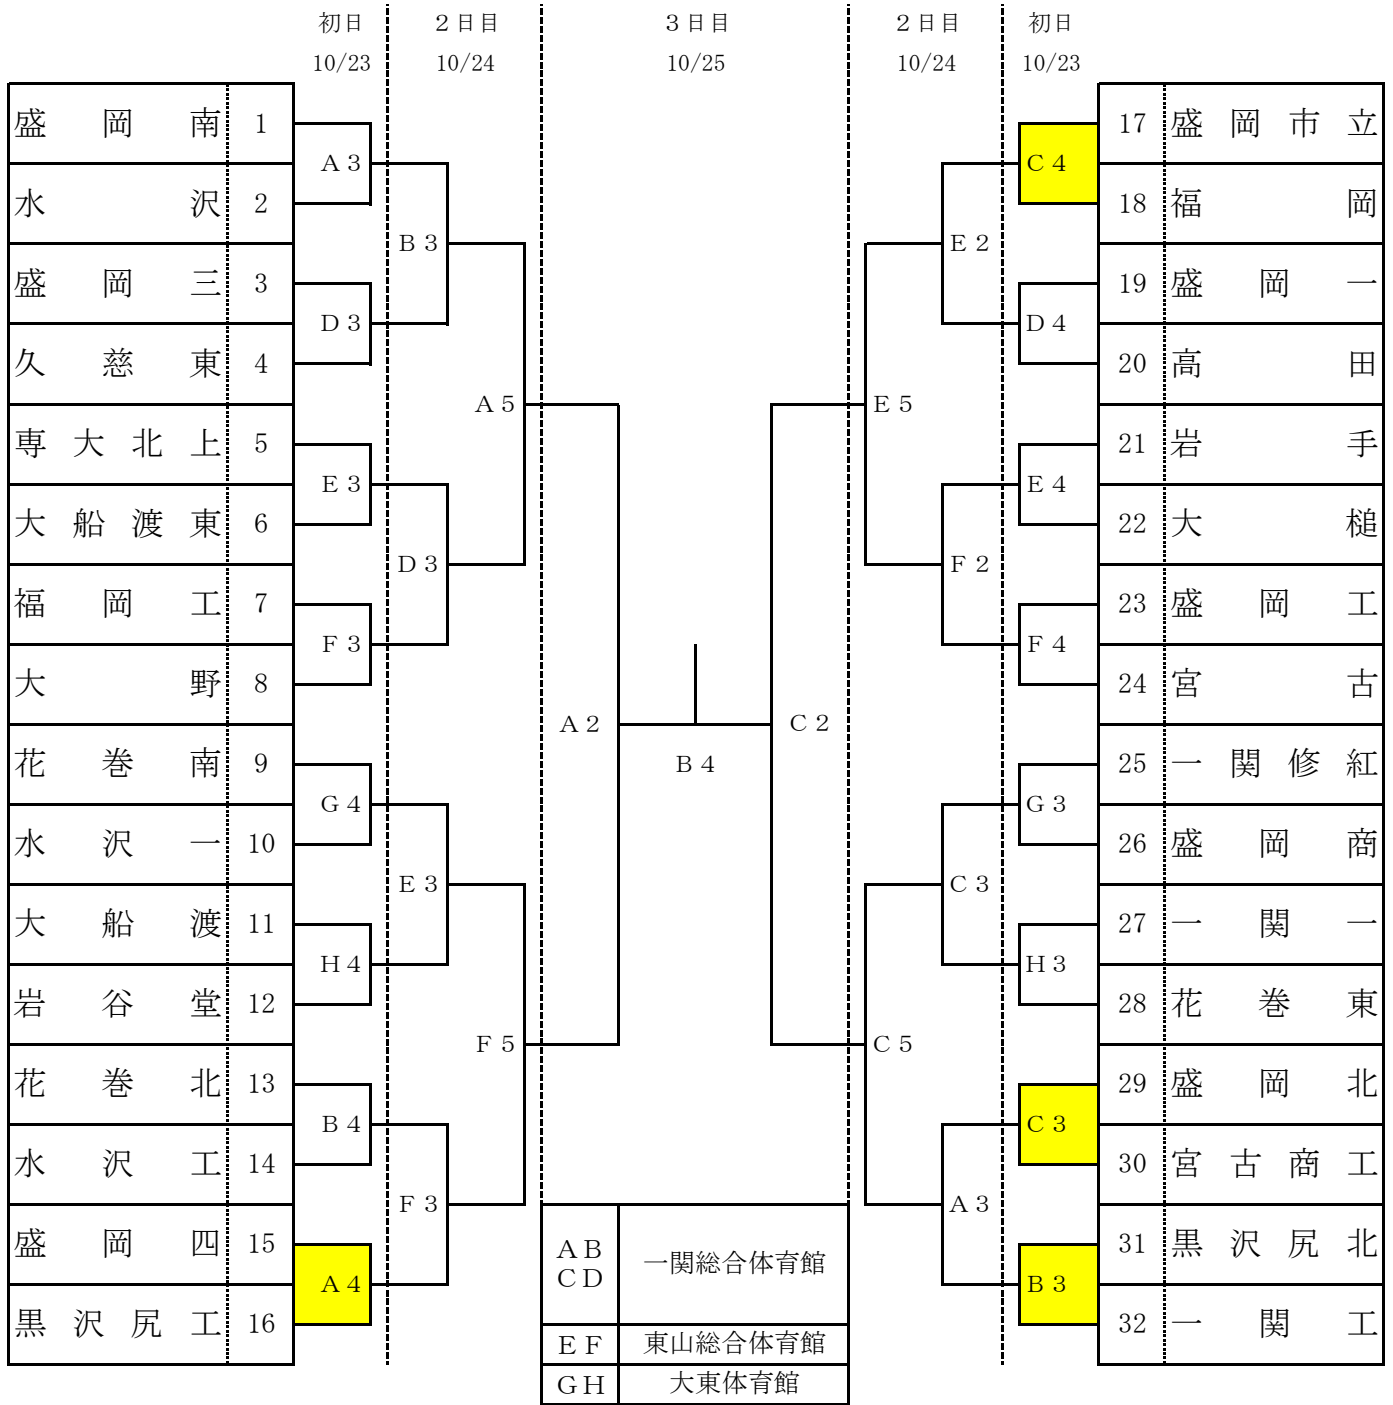 初日 ２日目 ３日目 ２日目 初日
10/23 10/24 10/25 10/24 10/23
盛岡南 1
水沢 2
盛岡三 3
久慈東 4
専大北上 5
大船渡東 6
福岡工 7
大野 8
花巻南 9
水沢一 10
大船渡 11
岩谷堂 12
花巻北 13
水沢工 14
盛岡四 15
黒沢尻工 16
Ａ３
Ｄ３
Ｅ３
Ｆ３
Ｇ４
Ｈ４
Ｂ４
Ａ４
Ｂ３
Ｄ３
Ｅ３
Ｆ３
Ａ５
Ｆ５
Ａ２
Ｂ４
Ｃ２
Ｅ５
Ｃ５
Ｅ２
Ｆ２
Ｃ３
Ａ３
Ｃ４
Ｄ４
Ｅ４
Ｆ４
Ｇ３
Ｈ３
Ｃ３
Ｂ３
17 盛岡市立
18 福岡
19 盛岡一
20 高田
21 岩手
22 大槌
23 盛岡工
24 宮古
25 一関修紅
26 盛岡商
27 一関一
28 花巻東
29 盛岡北
30 宮古商工
31 黒沢尻北
32 一関工
ＡＢ
ＣＤ
一関総合体育館
ＥＦ 東山総合体育館
ＧＨ 大東体育館